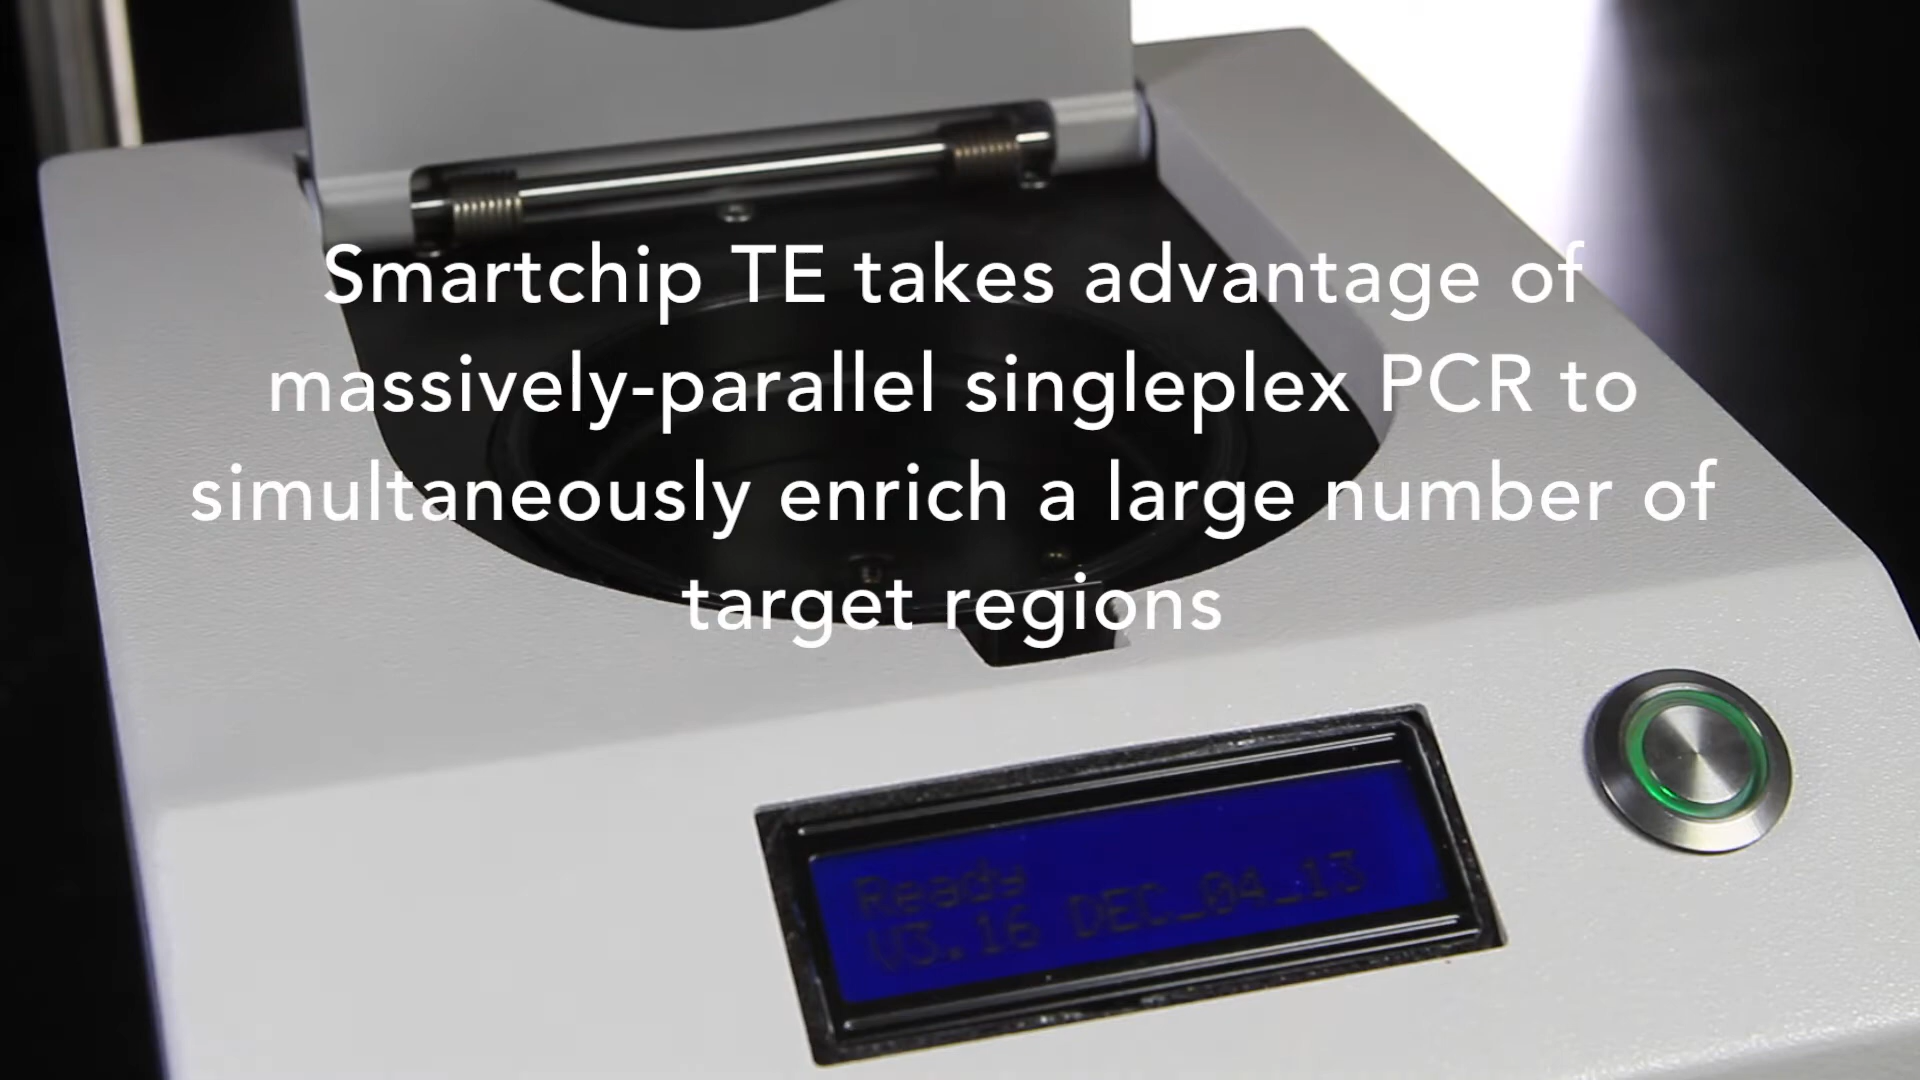 Smartchip TE takes advantage of
massively-parallel singleplex PCR to
simultaneously enrich a large number of
target regions
Ready
V3.16 DEC_04_13